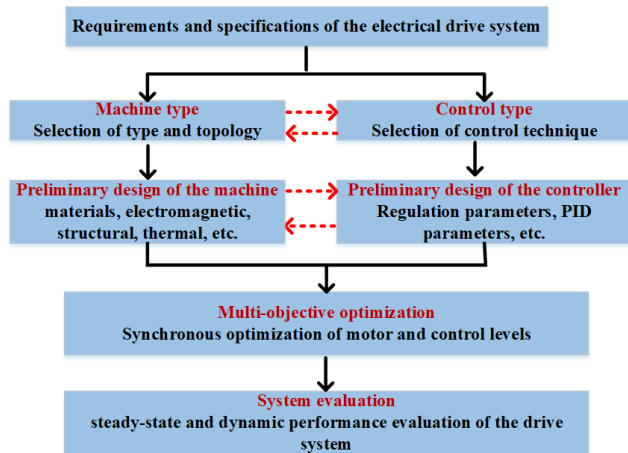 Requirements and specifications of the electrical drive system
Machine type
Selection of type and topology
Control type
Selection of control technique
Preliminary design of the machine
materials, electromagnetic,
structural, thermal, etc.
Preliminary design of the controller
Regulation parameters, PID
parameters, etc.
Multi-objective optimization
Synchronous optimization of motor and control levels
System evaluation
steady-state and dynamic performance evaluation of the drive
system